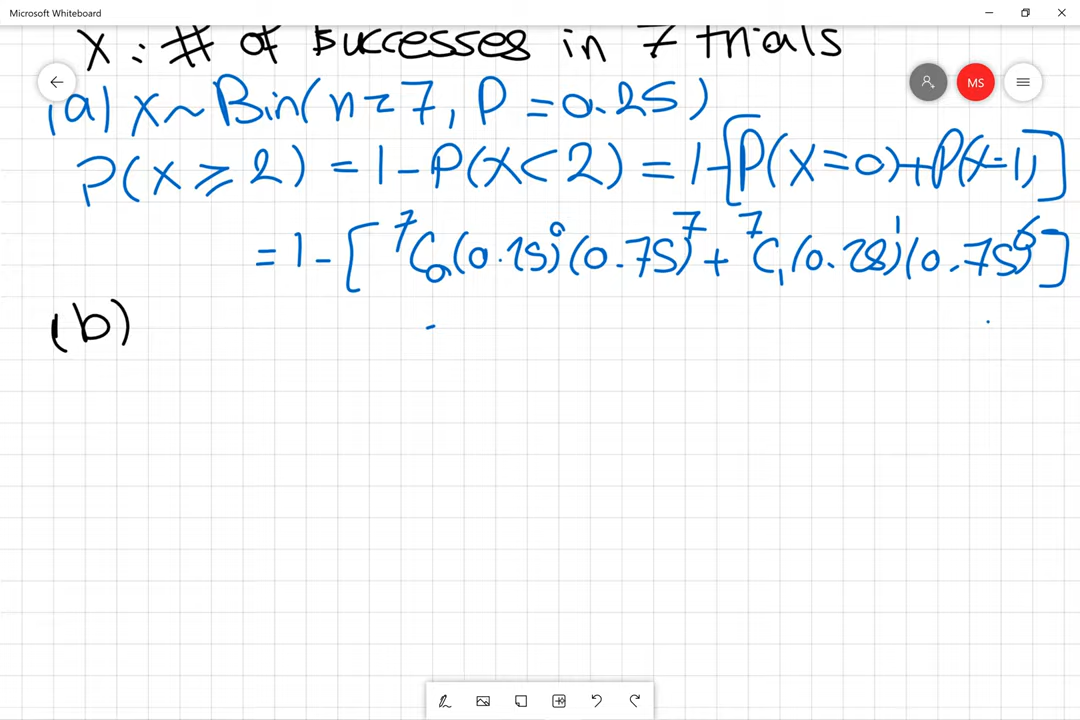 Microsoft Whiteboard
X : # of successes in 7 trials
MS
(a) X ~ Bin(n = 7, P = 0.25)
P(X ≥ 2) = 1 - P(X < 2) = 1 - [P(X=0) + P(X=1)]
= 1 - [⁷C₀(0.25)⁰(0.75)⁷ + ⁷C₁(0.25)¹(0.75)⁶]
(b)